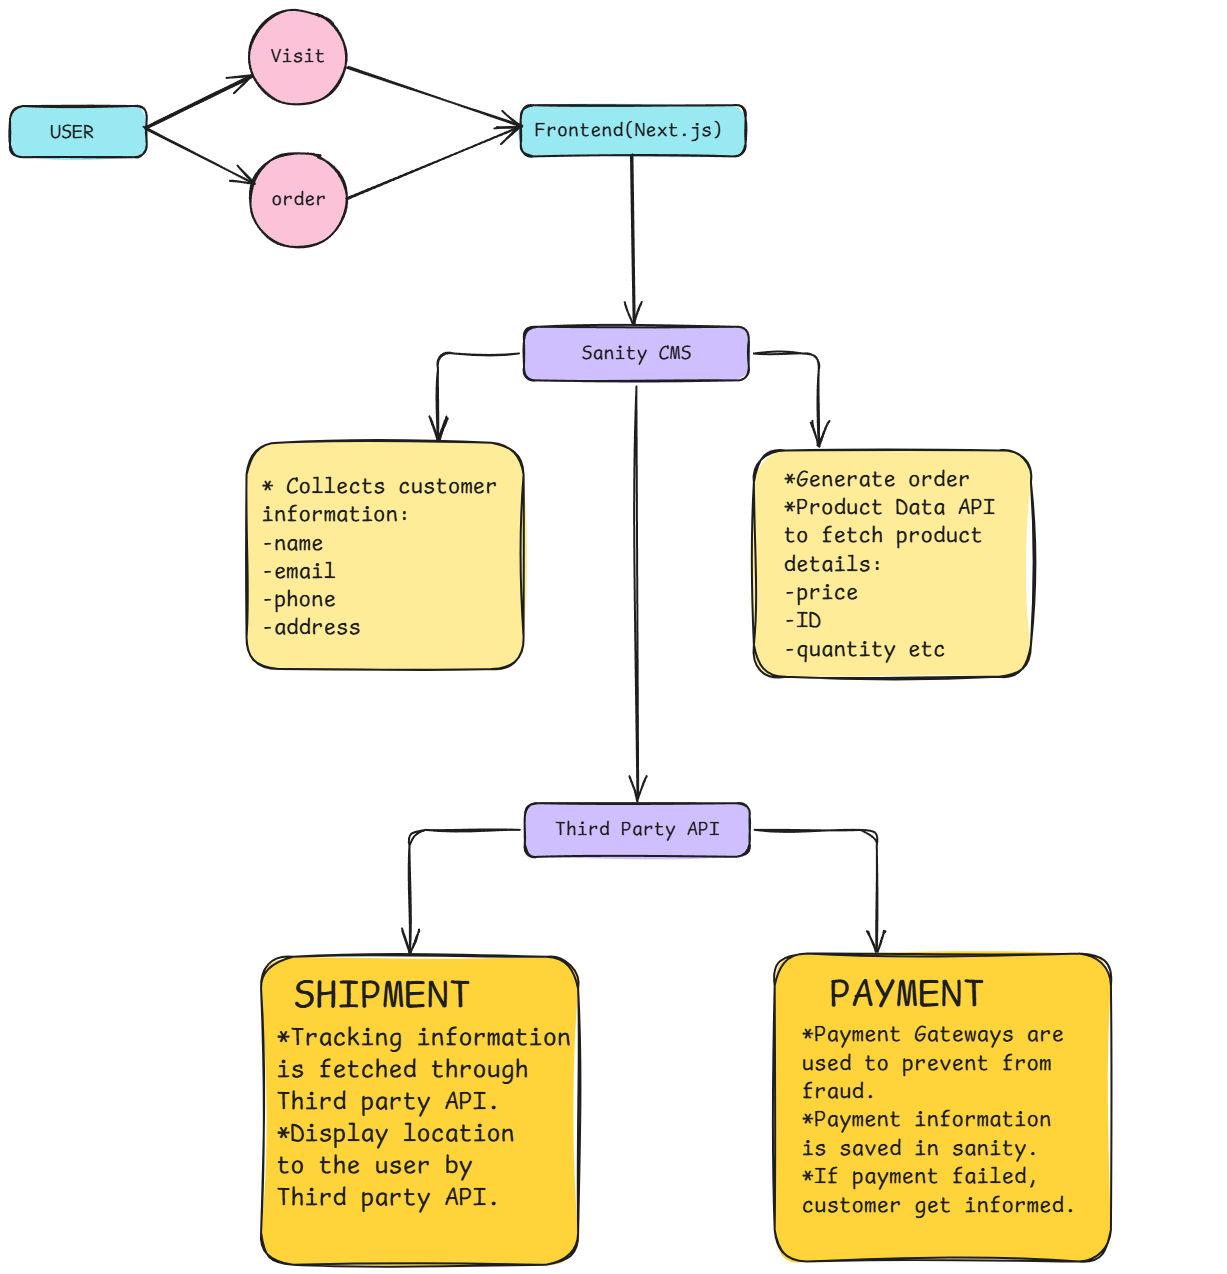 Visit
USER
Frontend(Next.js)
order
Sanity CMS
* Collects customer
information:
-name
-email
-phone
-address
*Generate order
*Product Data API
to fetch product
details:
-price
-ID
-quantity etc
Third Party API
SHIPMENT
*Tracking information
is fetched through
Third party API.
*Display location
to the user by
Third party API.
PAYMENT
*Payment Gateways are
used to prevent from
fraud.
*Payment information
is saved in sanity.
*If payment failed,
customer get informed.